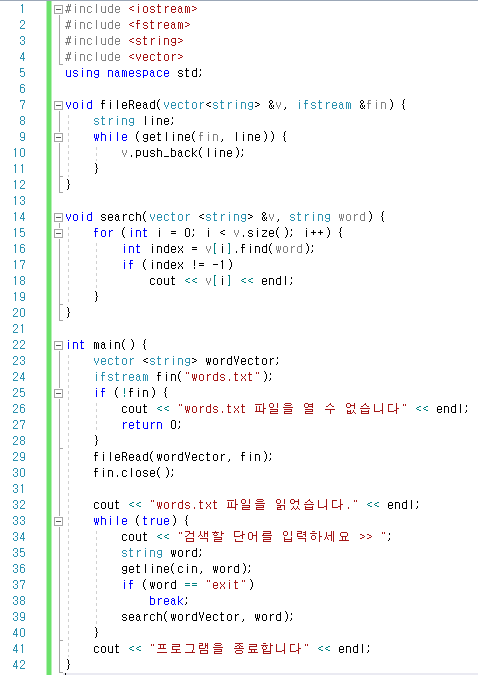 1 #include <iostream>
2 #include <fstream>
3 #include <string>
4 #include <vector>
5 using namespace std;
6
7 void fileRead(vector<string> &v, ifstream &fin) {
8 string line;
9 while (getline(fin, line)) {
10 v.push_back(line);
11 }
12 }
13
14 void search(vector <string> &v, string word) {
15 for (int i = 0; i < v.size(); i++) {
16 int index = v[i].find(word);
17 if (index != -1)
18 cout << v[i] << endl;
19 }
20 }
21
22 int main() {
23 vector <string> wordVector;
24 ifstream fin("words.txt");
25 if (!fin) {
26 cout << "words.txt 파일을 열 수 없습니다" << endl;
27 return 0;
28 }
29 fileRead(wordVector, fin);
30 fin.close();
31
32 cout << "words.txt 파일을 읽었습니다." << endl;
33 while (true) {
34 cout << "검색할 단어를 입력하세요 >> ";
35 string word;
36 getline(cin, word);
37 if (word == "exit")
38 break;
39 search(wordVector, word);
40 }
41 cout << "프로그램을 종료합니다" << endl;
42 }